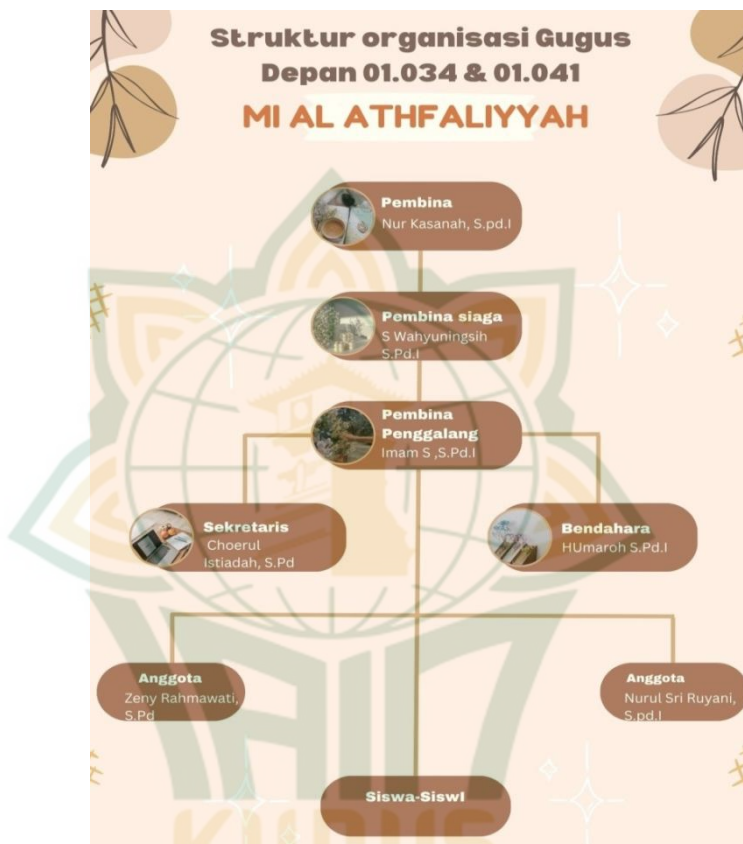 Struktur organisasi Gugus
Depan 01.034 & 01.041
MI AL ATHFALIYYAH
Pembina
Nur Kasanah, S.pd.I
Pembina siaga
S Wahyuningsih
S.Pd.I
Pembina
Penggalang
Imam S ,S.Pd.I
Sekretaris
Choerul
Istiadah, S.Pd
Bendahara
HUmaroh S.Pd.I
Anggota
Zeny Rahmawati,
S.Pd
Anggota
Nurul Sri Ruyani,
S.pd.I
Siswa-SiswI
IAIN
KUDUS